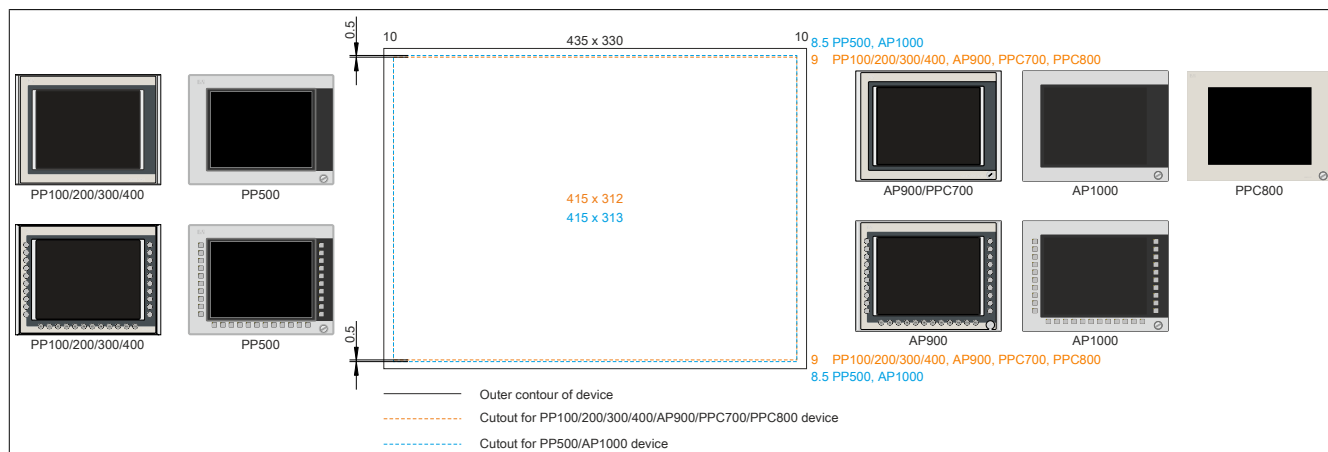 0.5
10
435 x 330
10
8.5 PP500, AP1000
9 PP100/200/300/400, AP900, PPC700, PPC800
PP100/200/300/400
PP500
AP900/PPC700
AP1000
PPC800
415 x 312
415 x 313
0.5
PP100/200/300/400
PP500
AP900
AP1000
9 PP100/200/300/400, AP900, PPC700, PPC800
8.5 PP500, AP1000
Outer contour of device
Cutout for PP100/200/300/400/AP900/PPC700/PPC800 device
Cutout for PP500/AP1000 device